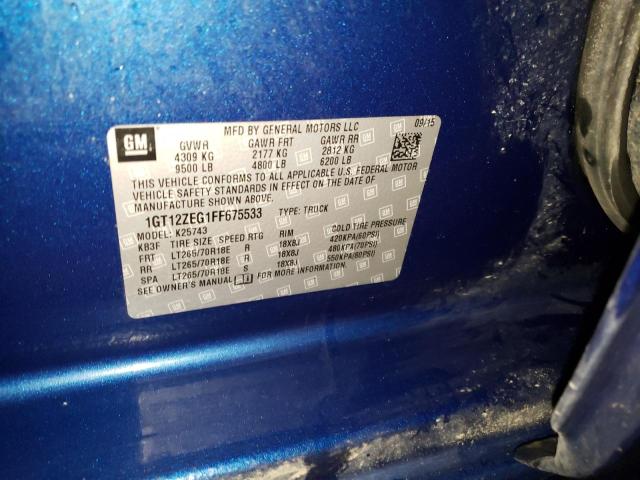 GM
MFD BY GENERAL MOTORS LLC 09/15
GVWR GAWR FRT GAWR RR
4309 KG 2177 KG 2812 KG
9500 LB 4800 LB 6200 LB
THIS VEHICLE CONFORMS TO ALL APPLICABLE U.S. FEDERAL MOTOR
VEHICLE SAFETY STANDARDS IN EFFECT ON THE DATE OF
MANUFACTURE SHOWN ABOVE.
1GT12ZEG1FF675533 TYPE: TRUCK
MODEL: K25743
KB3F TIRE SIZE SPEED RTG RIM COLD TIRE PRESSURE
FRT LT265/70R18E R 18X8J 420KPA(60PSI)
RR LT265/70R18E R 18X8J 480KPA(70PSI)
SPA LT265/70R18E S 18X8J 550KPA(80PSI)
SEE OWNER'S MANUAL FOR MORE INFORMATION.